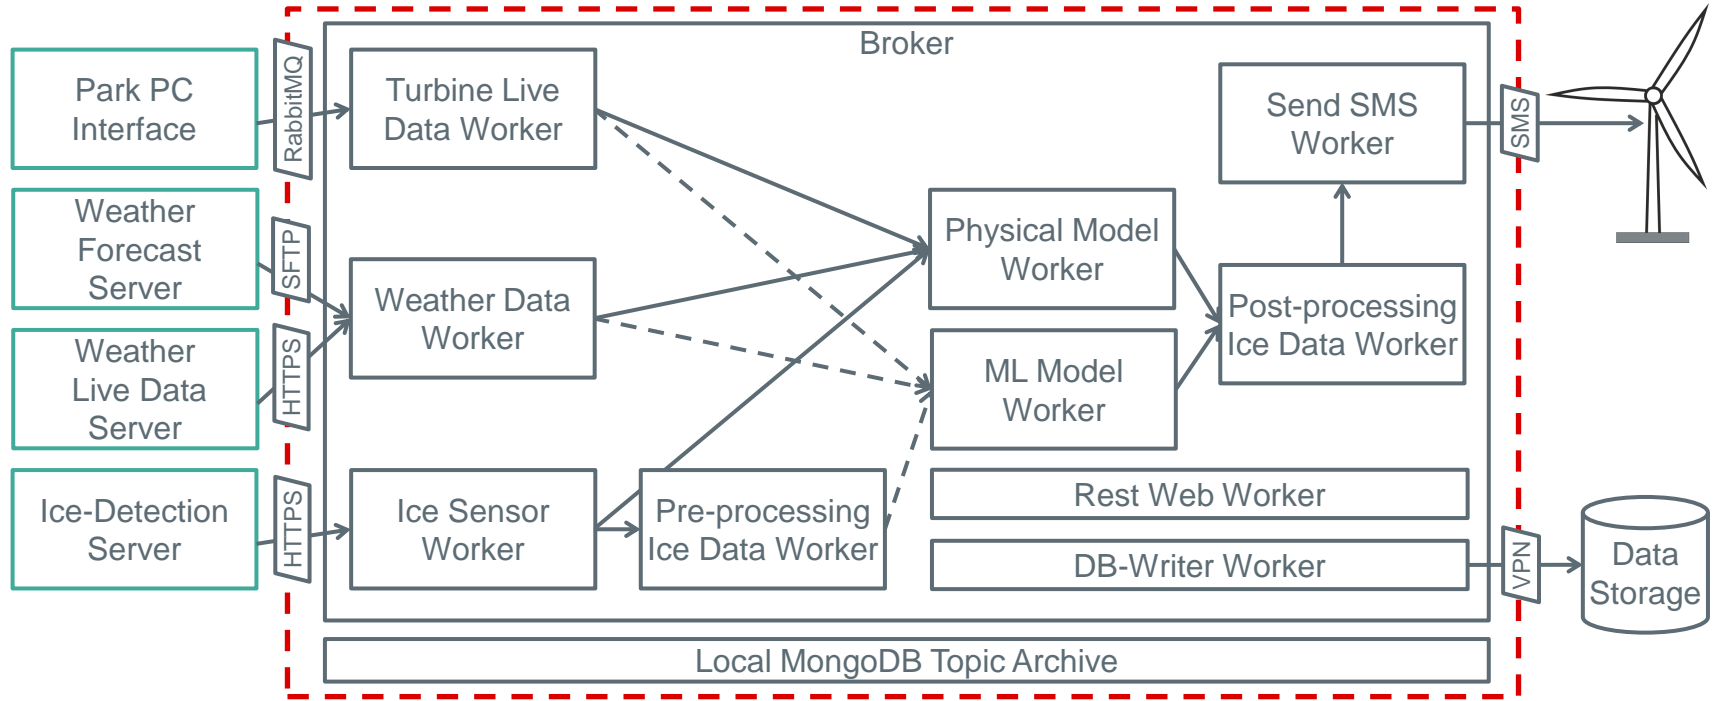 Broker
Park PC
Interface
RabbitMQ
Turbine Live
Data Worker
Send SMS
Worker
SMS
Weather
Forecast
Server
SFTP
Weather Data
Worker
Physical Model
Worker
Post-processing
Ice Data Worker
Weather
Live Data
Server
HTTPS
ML Model
Worker
Ice-Detection
Server
HTTPS
Ice Sensor
Worker
Pre-processing
Ice Data Worker
Rest Web Worker
DB-Writer Worker
VPN
Data
Storage
Local MongoDB Topic Archive